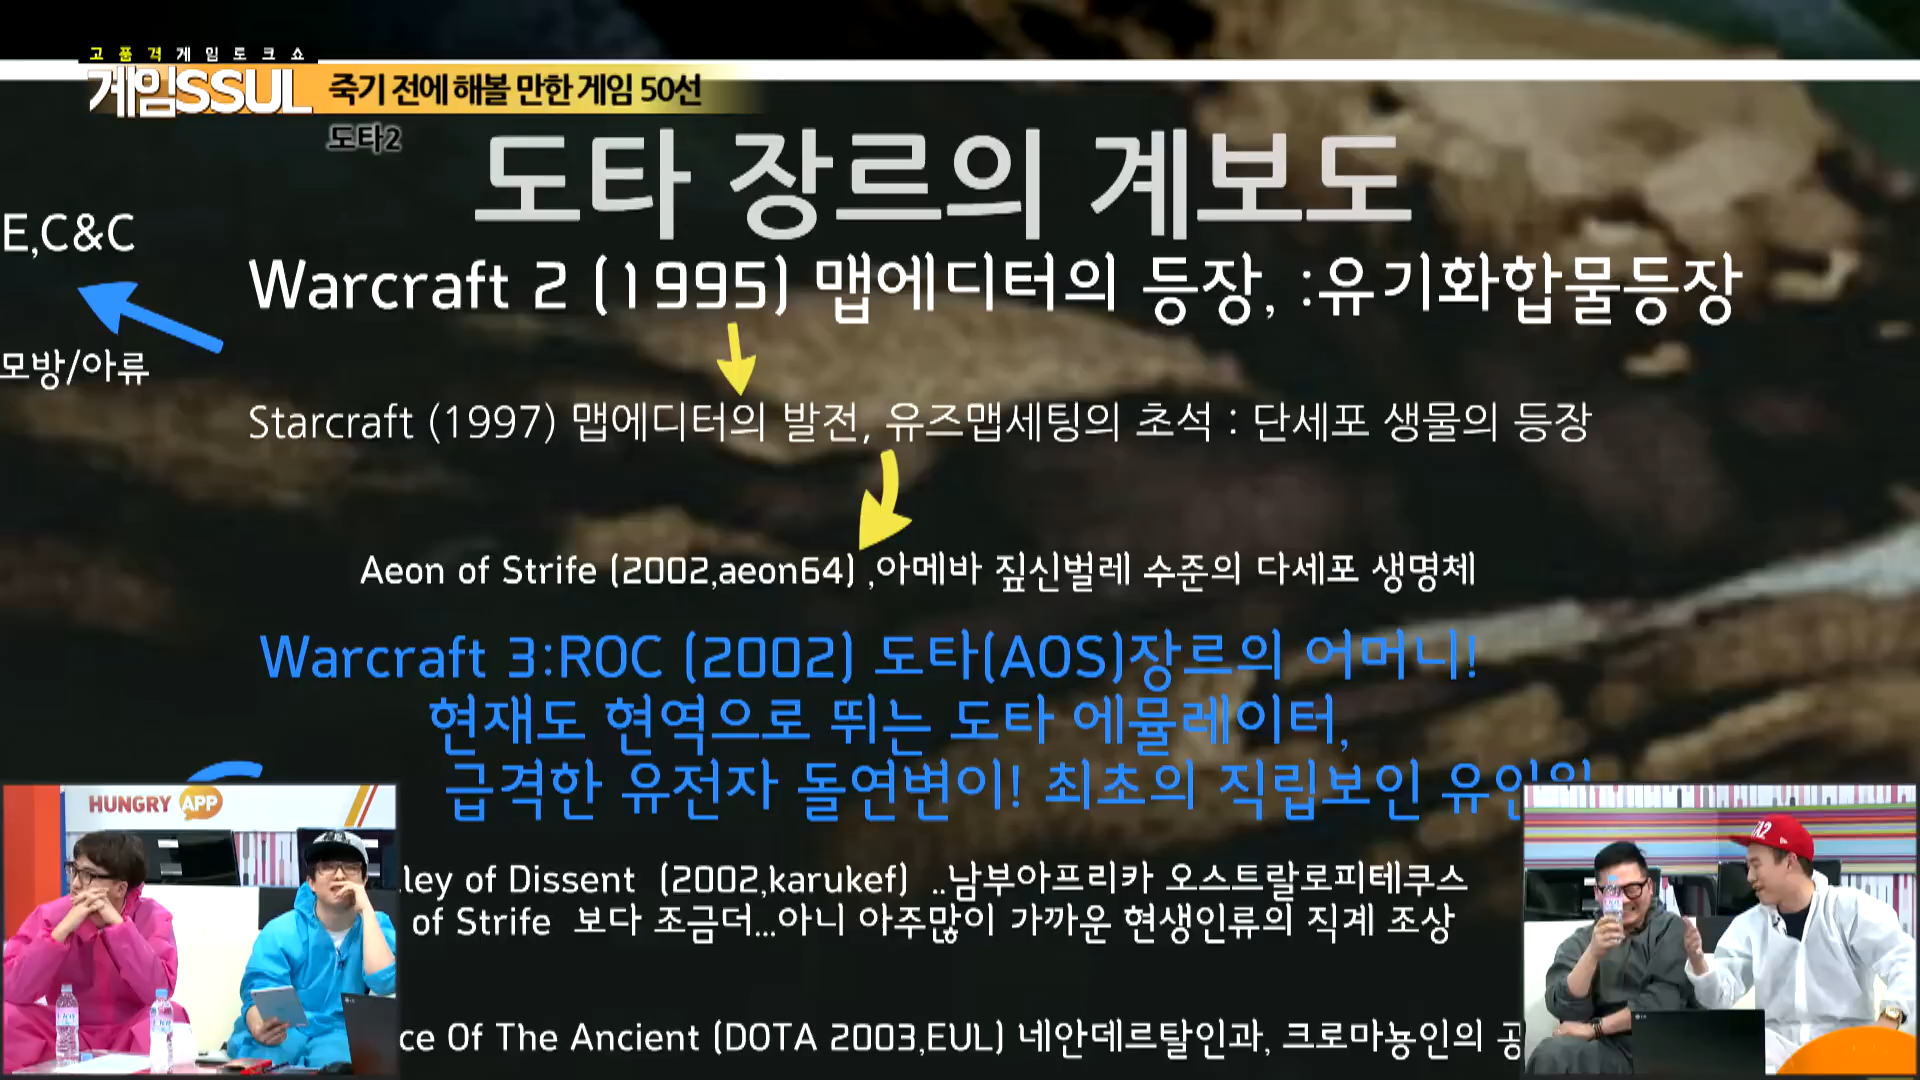 고품격게임토크쇼
게임SSUL 죽기 전에 해볼 만한 게임 50선
도타2
도타 장르의 계보도
E,C&C
Warcraft 2 (1995) 맵에디터의 등장, :유기화합물등장
모방/아류
Starcraft (1997) 맵에디터의 발전, 유즈맵세팅의 초석 : 단세포 생물의 등장
Aeon of Strife (2002,aeon64) ,아메바 짚신벌레 수준의 다세포 생명체
Warcraft 3:ROC (2002) 도타(AOS)장르의 어머니!
현재도 현역으로 뛰는 도타 에뮬레이터,
급격한 유전자 돌연변이! 최초의 직립보인 유인원
HUNGRY APP
lley of Dissent (2002,karukef) ..남부아프리카 오스트랄로피테쿠스
of Strife 보다 조금더...아니 아주많이 가까운 현생인류의 직계 조상
ce Of The Ancient (DOTA 2003,EUL) 네안데르탈인과, 크로마뇽인의 공